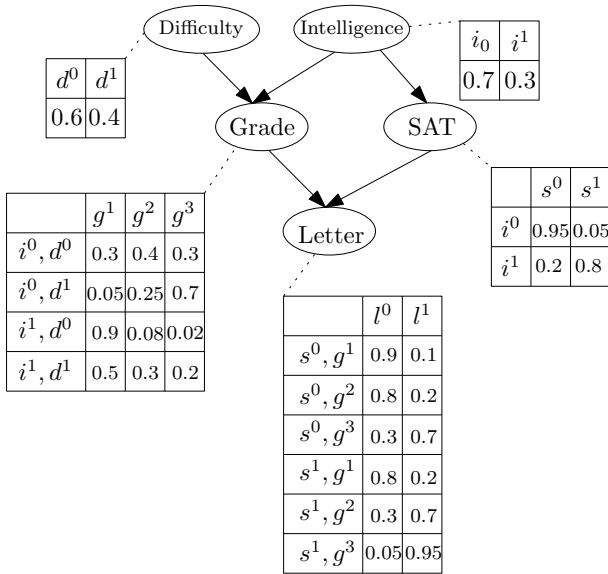 Difficulty Intelligence
i₀ i¹
0.7 0.3
d⁰ d¹
0.6 0.4
Grade SAT
s⁰ s¹
i⁰ 0.95 0.05
i¹ 0.2 0.8
g¹ g² g³
i⁰, d⁰ 0.3 0.4 0.3
i⁰, d¹ 0.05 0.25 0.7
i¹, d⁰ 0.9 0.08 0.02
i¹, d¹ 0.5 0.3 0.2
Letter
l⁰ l¹
s⁰, g¹ 0.9 0.1
s⁰, g² 0.8 0.2
s⁰, g³ 0.3 0.7
s¹, g¹ 0.8 0.2
s¹, g² 0.3 0.7
s¹, g³ 0.05 0.95